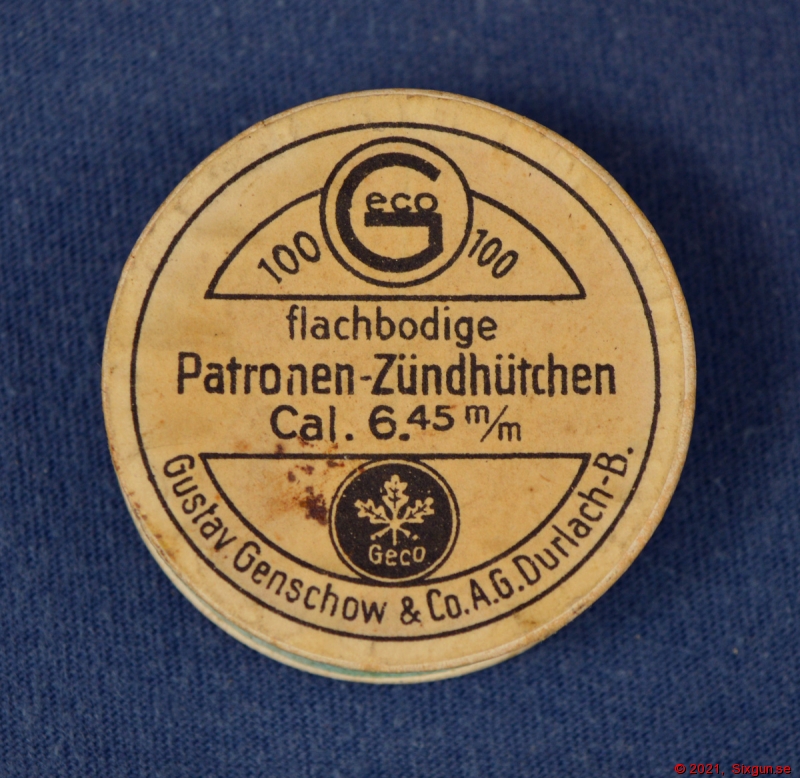 Geco
100 100
flachbodige
Patronen-Zündhütchen
Cal. 6.45 m/m
Geco
Gustav Genschow & Co. A.G. Durlach-B.
© 2021, Sixgun.se